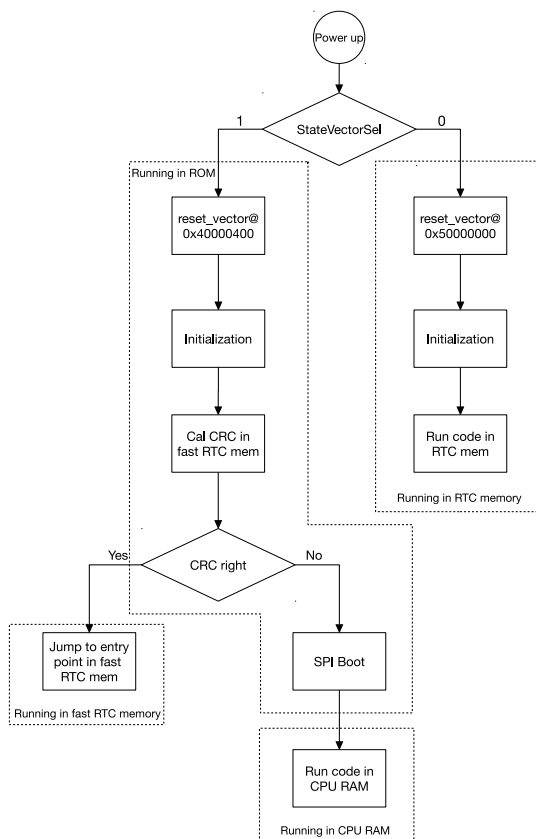 Power up
StateVectorSel
1
0
Running in ROM
reset_vector@
0x40000400
reset_vector@
0x50000000
Initialization
Initialization
Cal CRC in
fast RTC mem
Run code in
RTC mem
Running in RTC memory
Yes
No
CRC right
Jump to entry
point in fast
RTC mem
SPI Boot
Running in fast RTC memory
Run code in
CPU RAM
Running in CPU RAM